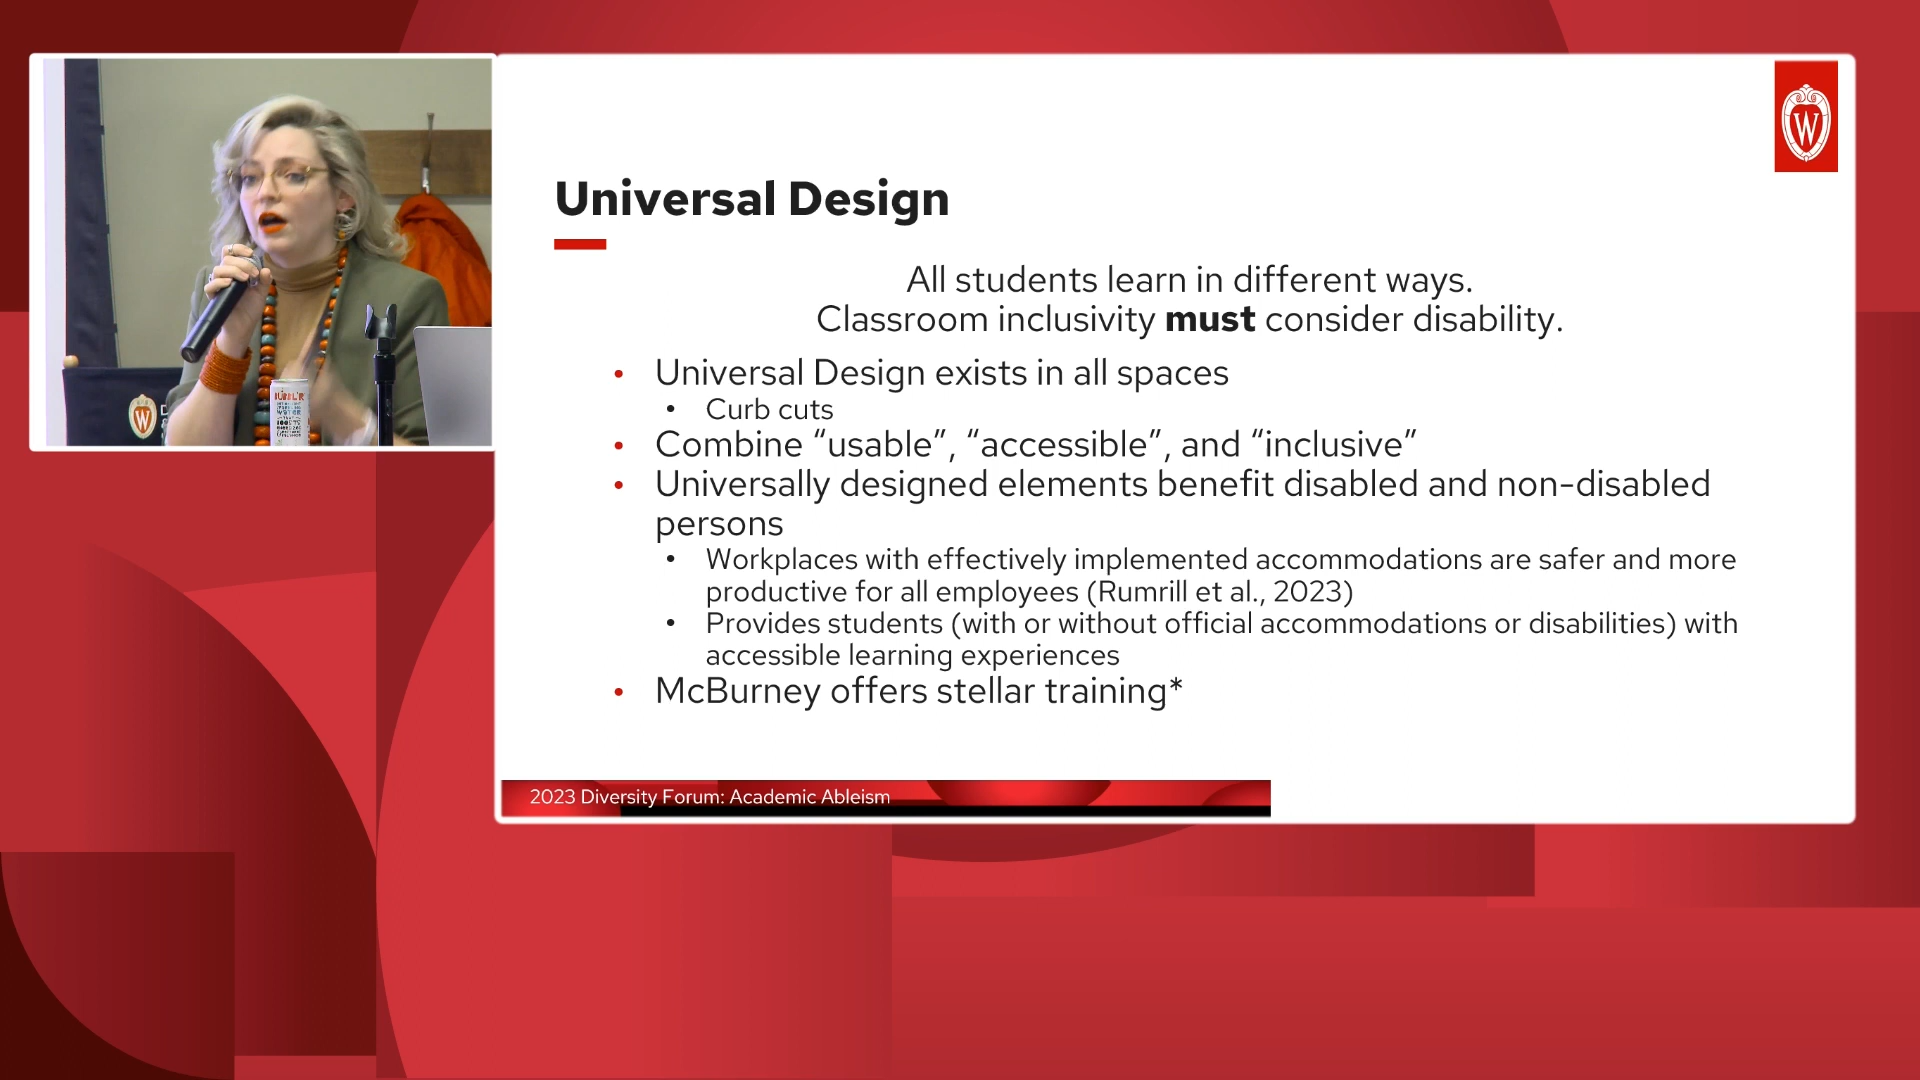 W
Universal Design
All students learn in different ways.
Classroom inclusivity must consider disability.
• Universal Design exists in all spaces
• Curb cuts
• Combine “usable”, “accessible”, and “inclusive”
• Universally designed elements benefit disabled and non-disabled
persons
• Workplaces with effectively implemented accommodations are safer and more
productive for all employees (Rumrill et al., 2023)
• Provides students (with or without official accommodations or disabilities) with
accessible learning experiences
• McBurney offers stellar training*
2023 Diversity Forum: Academic Ableism
W